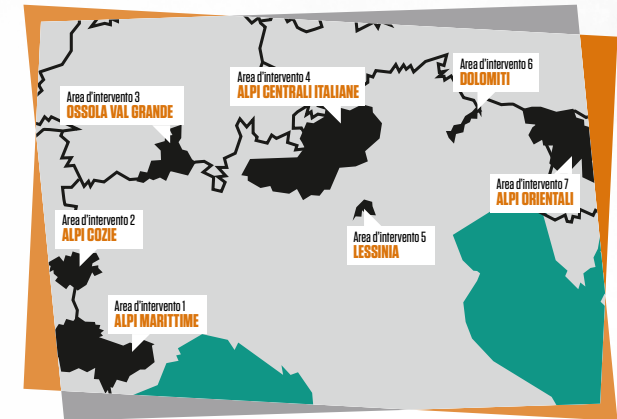 Area d'intervento 6
DOLOMITI
Area d'intervento 4
ALPI CENTRALI ITALIANE
Area d'intervento 3
OSSOLA VAL GRANDE
Area d'intervento 7
ALPI ORIENTALI
Area d'intervento 2
ALPI COZIE
Area d'intervento 5
LESSINIA
Area d'intervento 1
ALPI MARITTIME